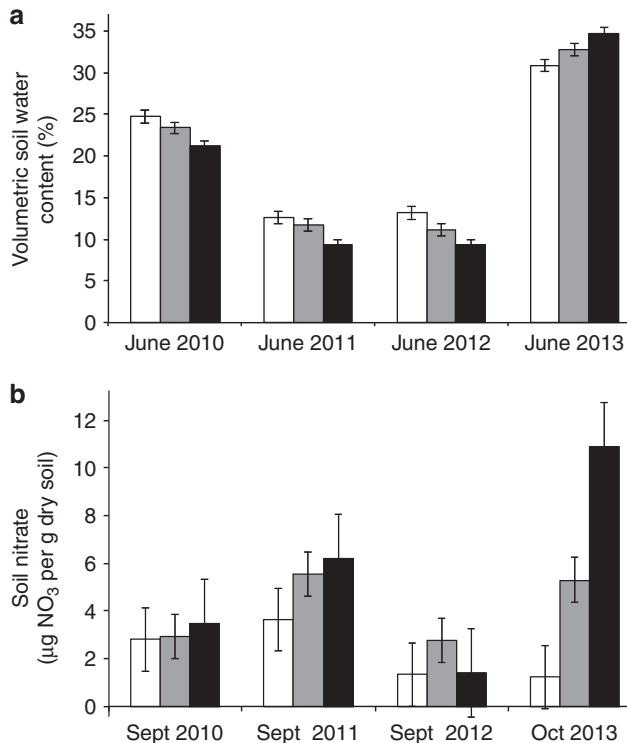 a
Volumetric soil water
content (%)
35
30
25
20
15
10
5
0
June 2010 June 2011 June 2012 June 2013
b
Soil nitrate
(µg NO₃ per g dry soil)
12
10
8
6
4
2
0
Sept 2010 Sept 2011 Sept 2012 Oct 2013